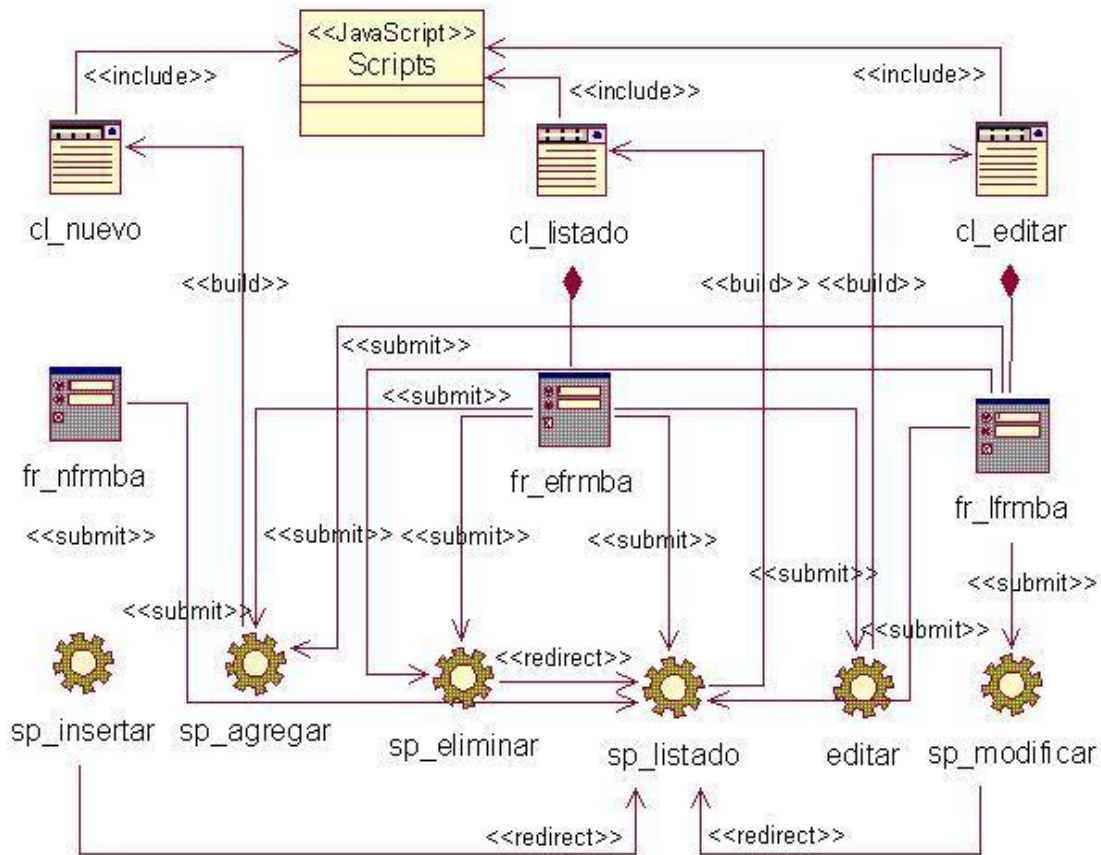 <<JavaScript>>
Scripts
<<include>>
<<include>>
<<include>>
cl_nuevo
cl_listado
cl_editar
<<build>>
<<build>>
<<build>>
<<submit>>
<<submit>>
fr_nfrmba
fr_efrmba
fr_lfrmba
<<submit>>
<<submit>>
<<submit>>
<<submit>>
<<submit>>
<<submit>>
<<submit>>
<<submit>>
<<redirect>>
sp_insertar
sp_agregar
sp_eliminar
sp_listado
editar
sp_modificar
<<redirect>>
<<redirect>>